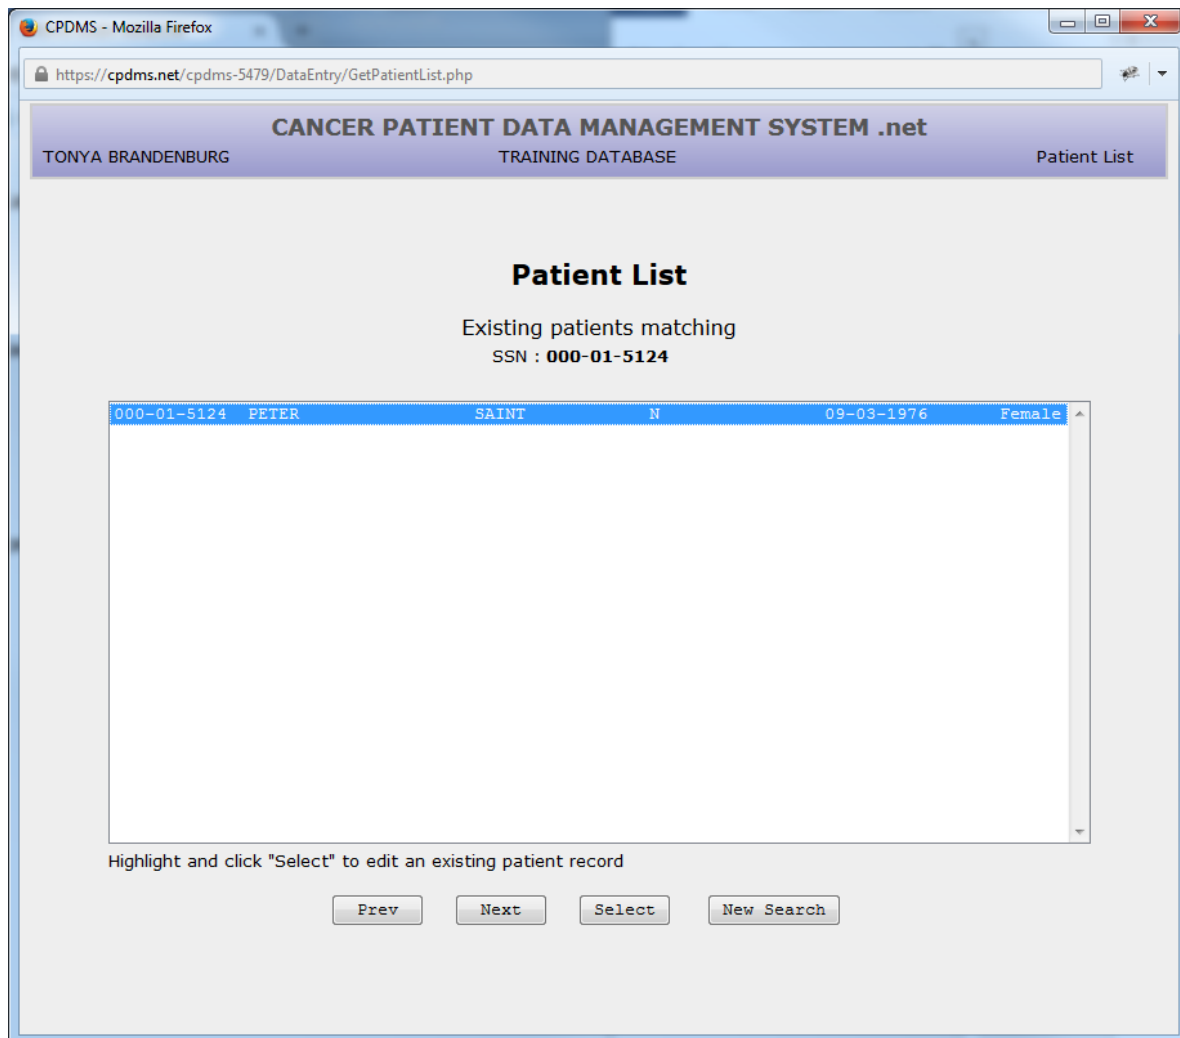 CPDMS - Mozilla Firefox
https://cpdms.net/cpdms-5479/DataEntry/GetPatientList.php
CANCER PATIENT DATA MANAGEMENT SYSTEM .net
TONYA BRANDENBURG TRAINING DATABASE Patient List
Patient List
Existing patients matching
SSN : 000-01-5124
000-01-5124 PETER SAINT N 09-03-1976 Female
Highlight and click "Select" to edit an existing patient record
Prev Next Select New Search